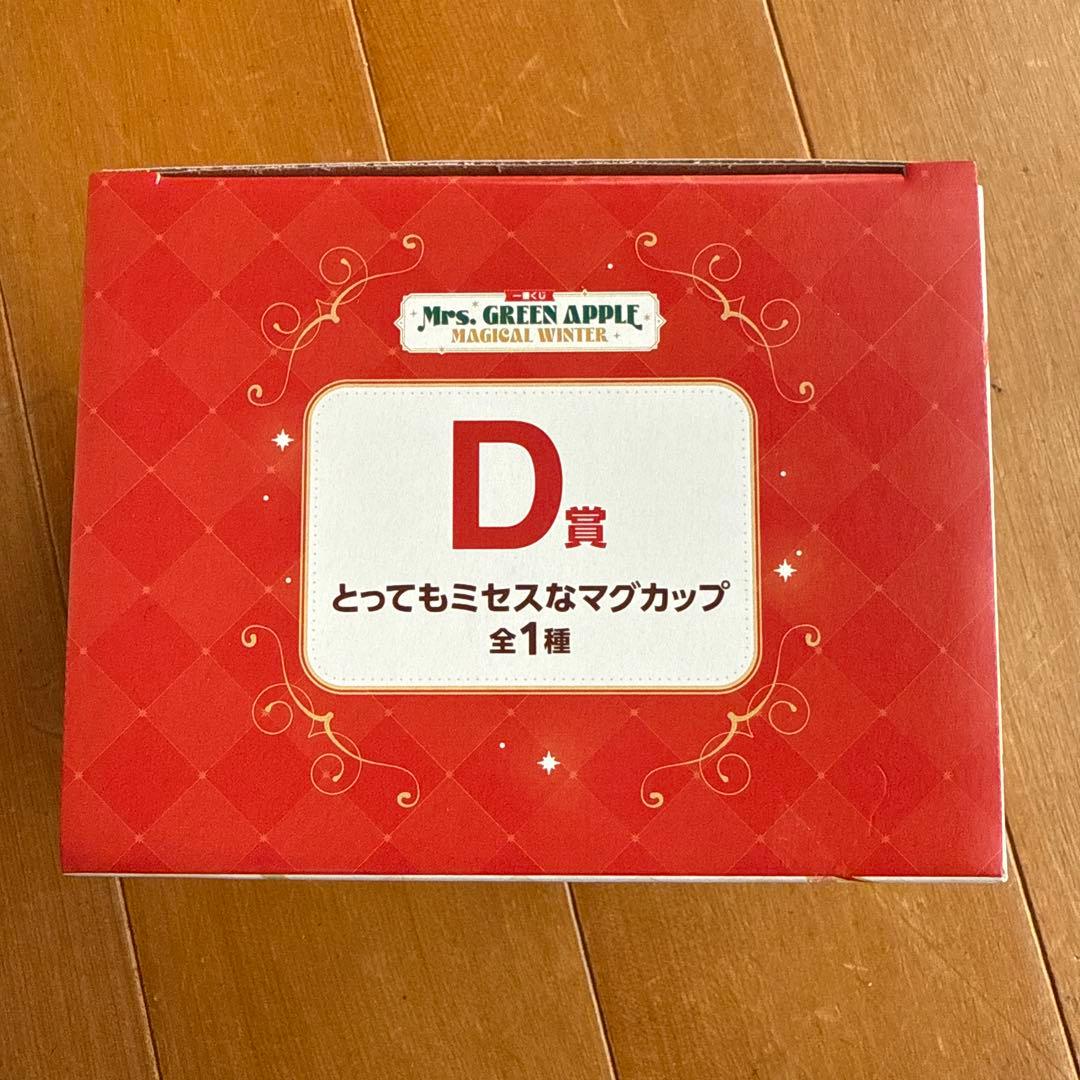 一番くじ
Mrs. GREEN APPLE
MAGICAL WINTER
D賞
とってもミセスなマグカップ
全1種